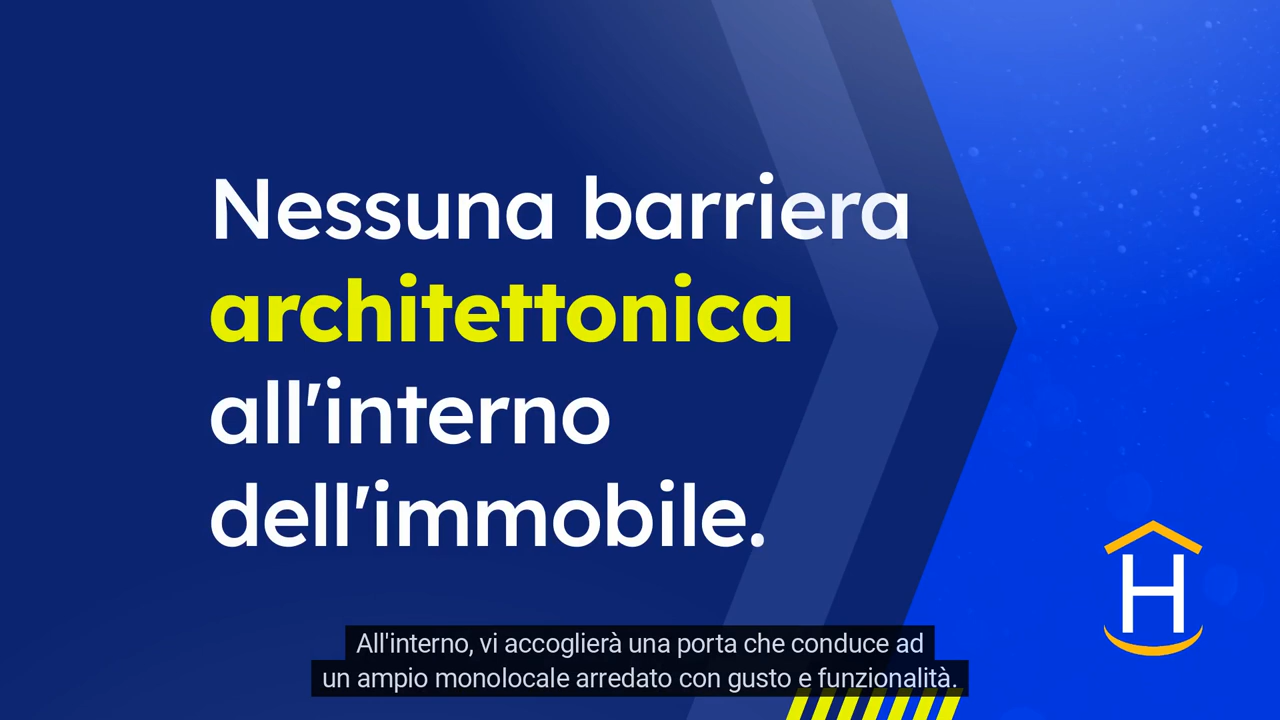 Nessuna barriera
architettonica
all'interno
dell'immobile.
H
All'interno, vi accoglierà una porta che conduce ad
un ampio monolocale arredato con gusto e funzionalità.